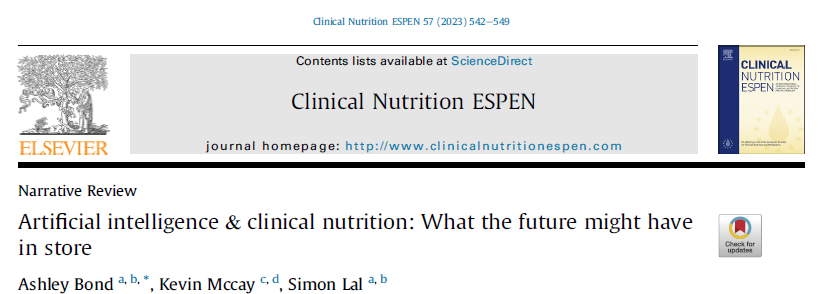 Clinical Nutrition ESPEN 57 (2023) 542–549
Contents lists available at ScienceDirect
Clinical Nutrition ESPEN
journal homepage: http://www.clinicalnutritionespen.com
ELSEVIER
CLINICAL
NUTRITION
ESPEN
Narrative Review
Artificial intelligence & clinical nutrition: What the future might have
in store
Check for
updates
Ashley Bond a, b, *, Kevin Mccay c, d, Simon Lal a, b